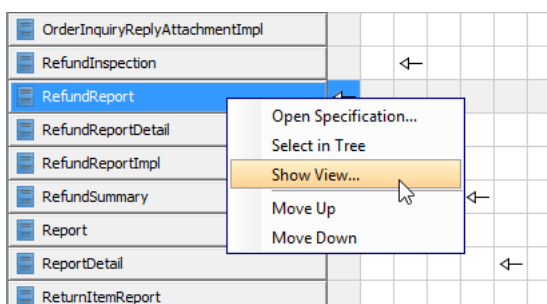 OrderInquiryReplyAttachmentImpl
RefundInspection
RefundReport
RefundReportDetail
RefundReportImpl
RefundSummary
Report
ReportDetail
ReturnItemReport
Open Specification...
Select in Tree
Show View...
Move Up
Move Down